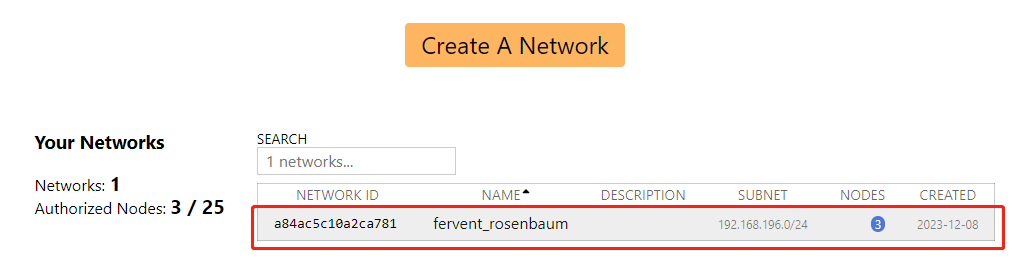 Create A Network
Your Networks
Networks: 1
Authorized Nodes: 3 / 25
SEARCH
1 networks...
NETWORK ID NAME DESCRIPTION SUBNET NODES CREATED
a84ac5c10a2ca781 fervent_rosenbaum 192.168.196.0/24 3 2023-12-08